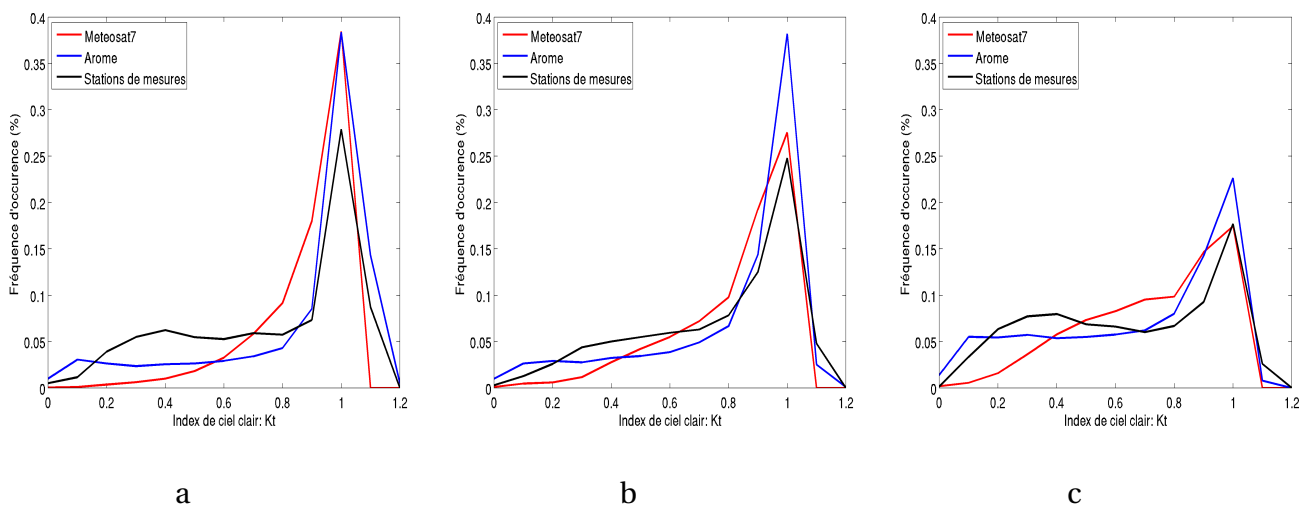 0.4
0.35
0.3
0.25
0.2
0.15
0.1
0.05
0
Fréquence d'occurence (%)
Meteosat7
Arome
Stations de mesures
0 0.2 0.4 0.6 0.8 1 1.2
Index de ciel clair: Kt
a
0.4
0.35
0.3
0.25
0.2
0.15
0.1
0.05
0
Fréquence d'occurence (%)
Meteosat7
Arome
Stations de mesures
0 0.2 0.4 0.6 0.8 1 1.2
Index de ciel clair: Kt
b
0.4
0.35
0.3
0.25
0.2
0.15
0.1
0.05
0
Fréquence d'occurence (%)
Meteosat7
Arome
Stations de mesures
0 0.2 0.4 0.6 0.8 1 1.2
Index de ciel clair: Kt
c